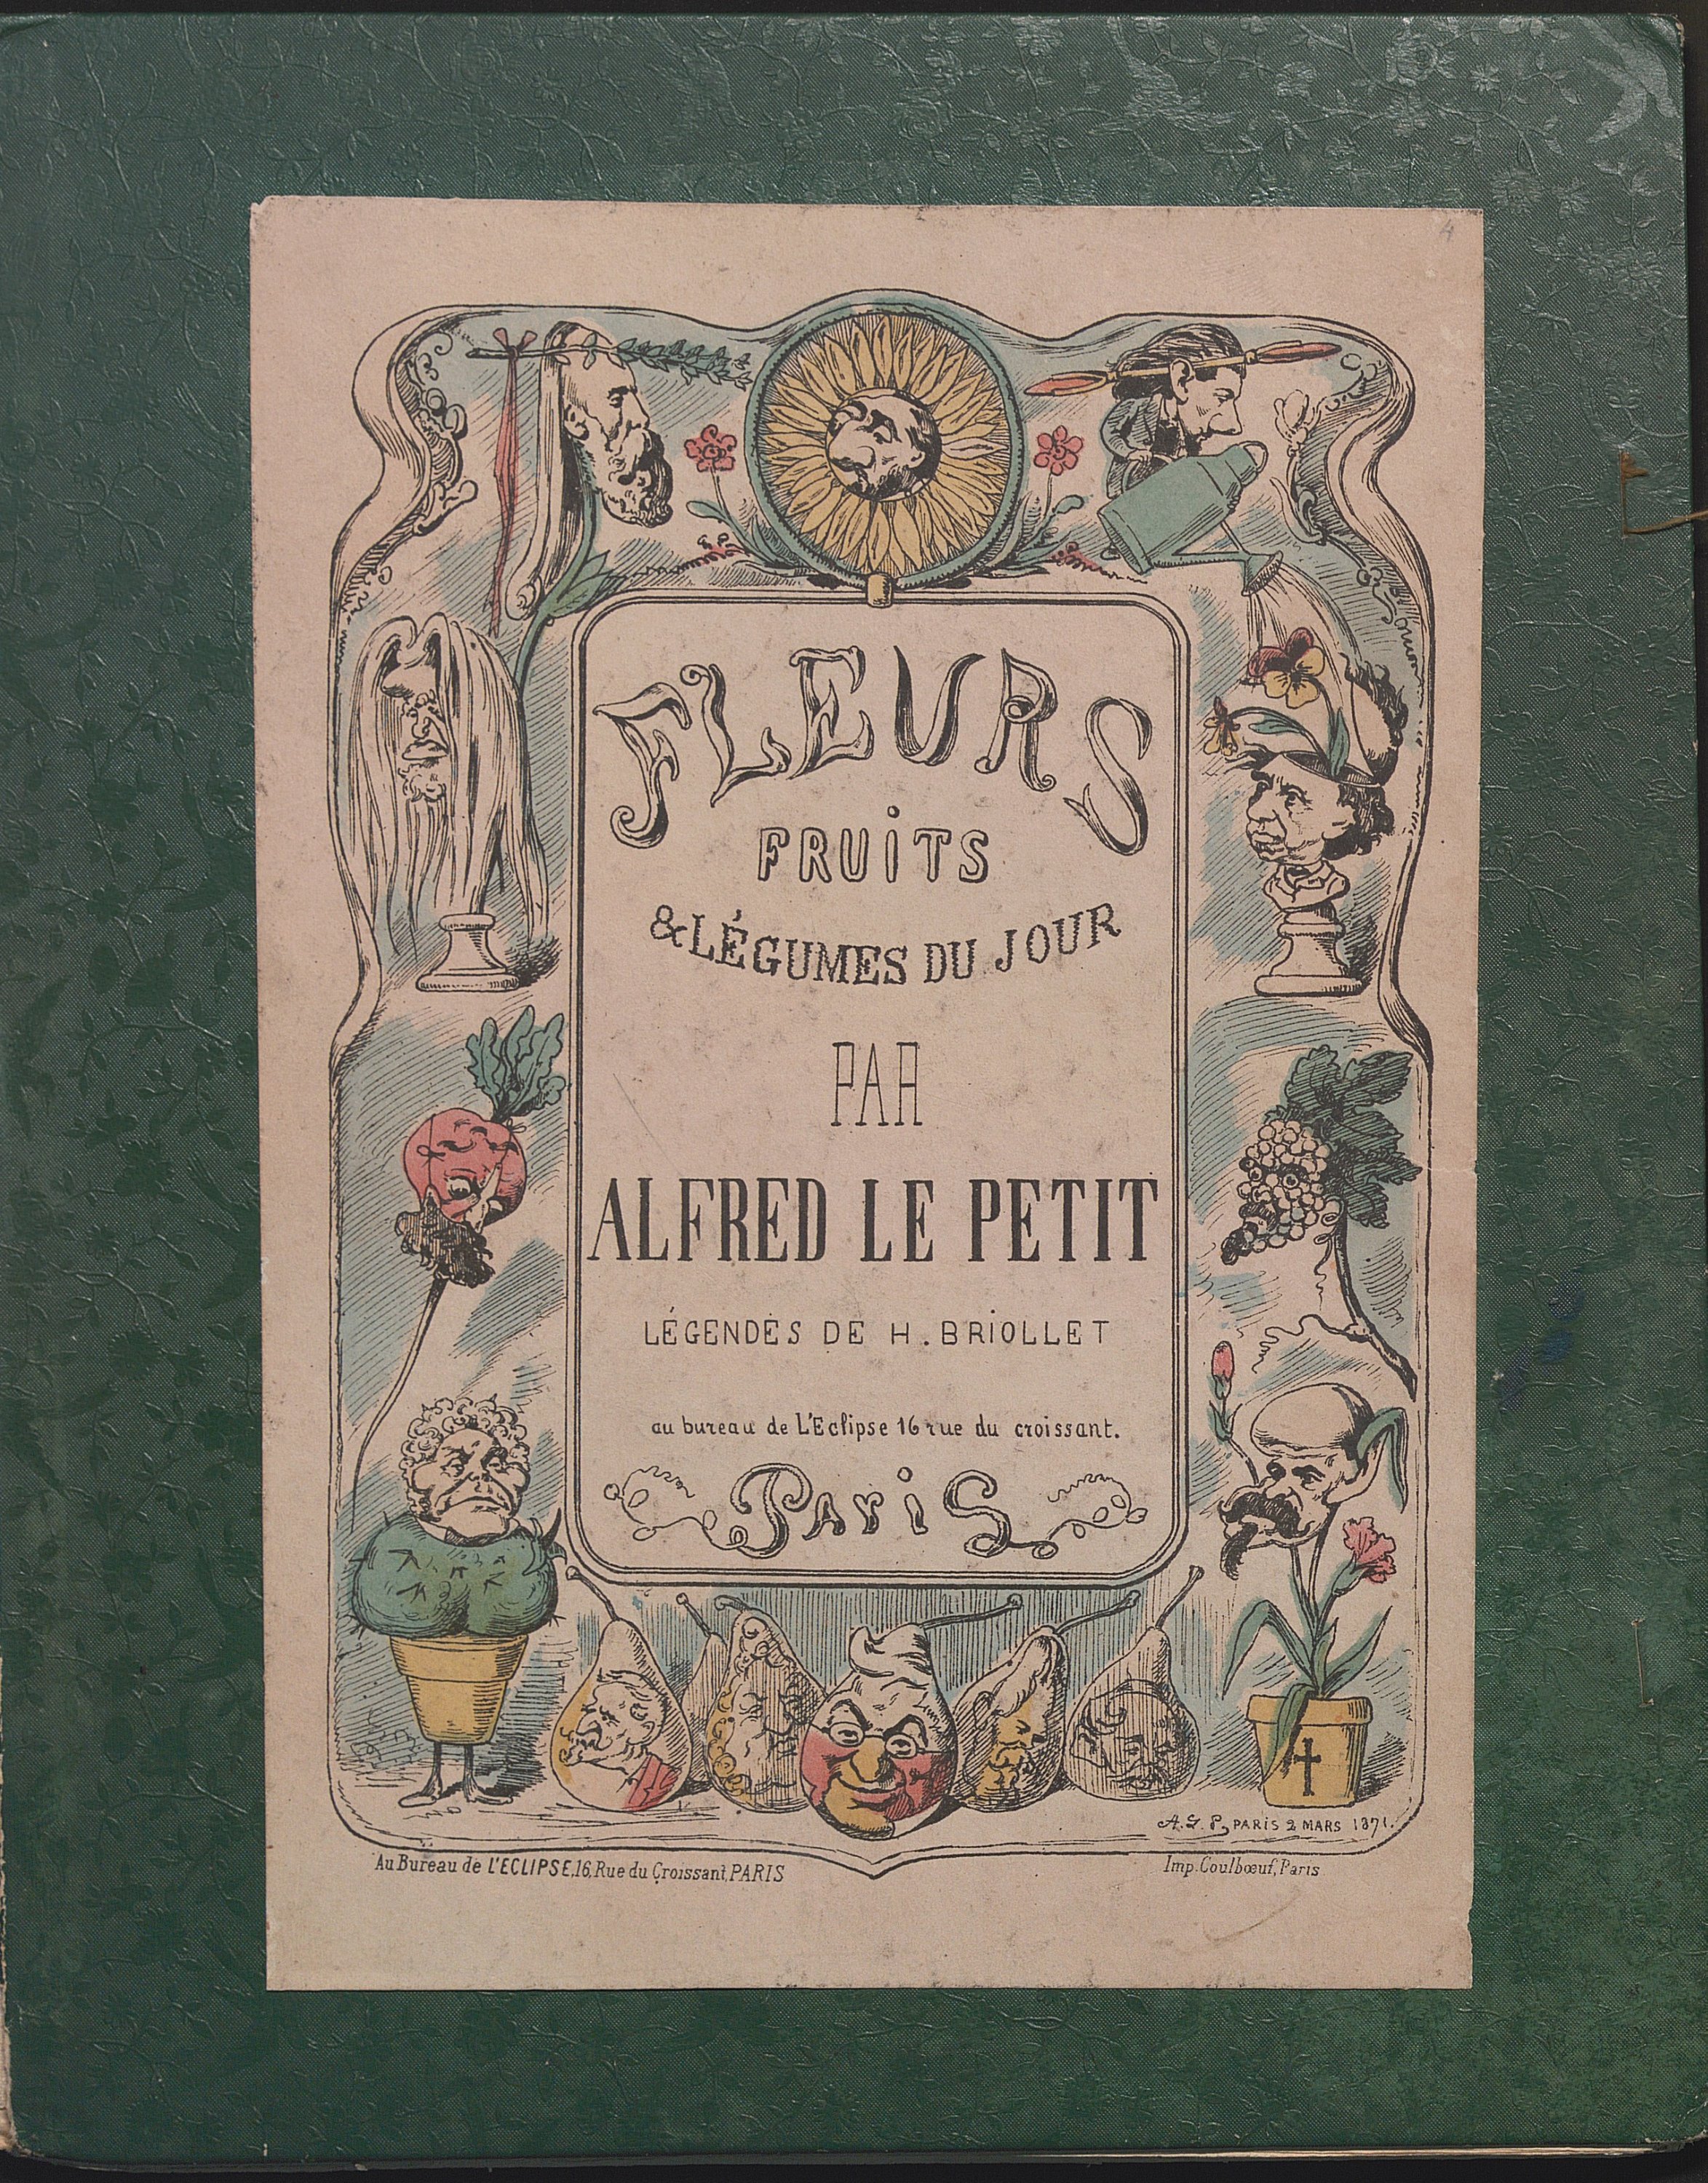 4
FLEURS
FRUiTS
& LÉGUMES DU JOUR
PAR
ALFRED LE PETIT
LÉGENDES DE H. BRiOLLET
au bureau de L'Eclipse 16 rue du croissant.
PARiS
A. L P, PARIS 2 MARS 1871.
Au Bureau de L'ECLIPSE, 16, Rue du Croissant, PARIS
Imp. Coulbœuf, Paris